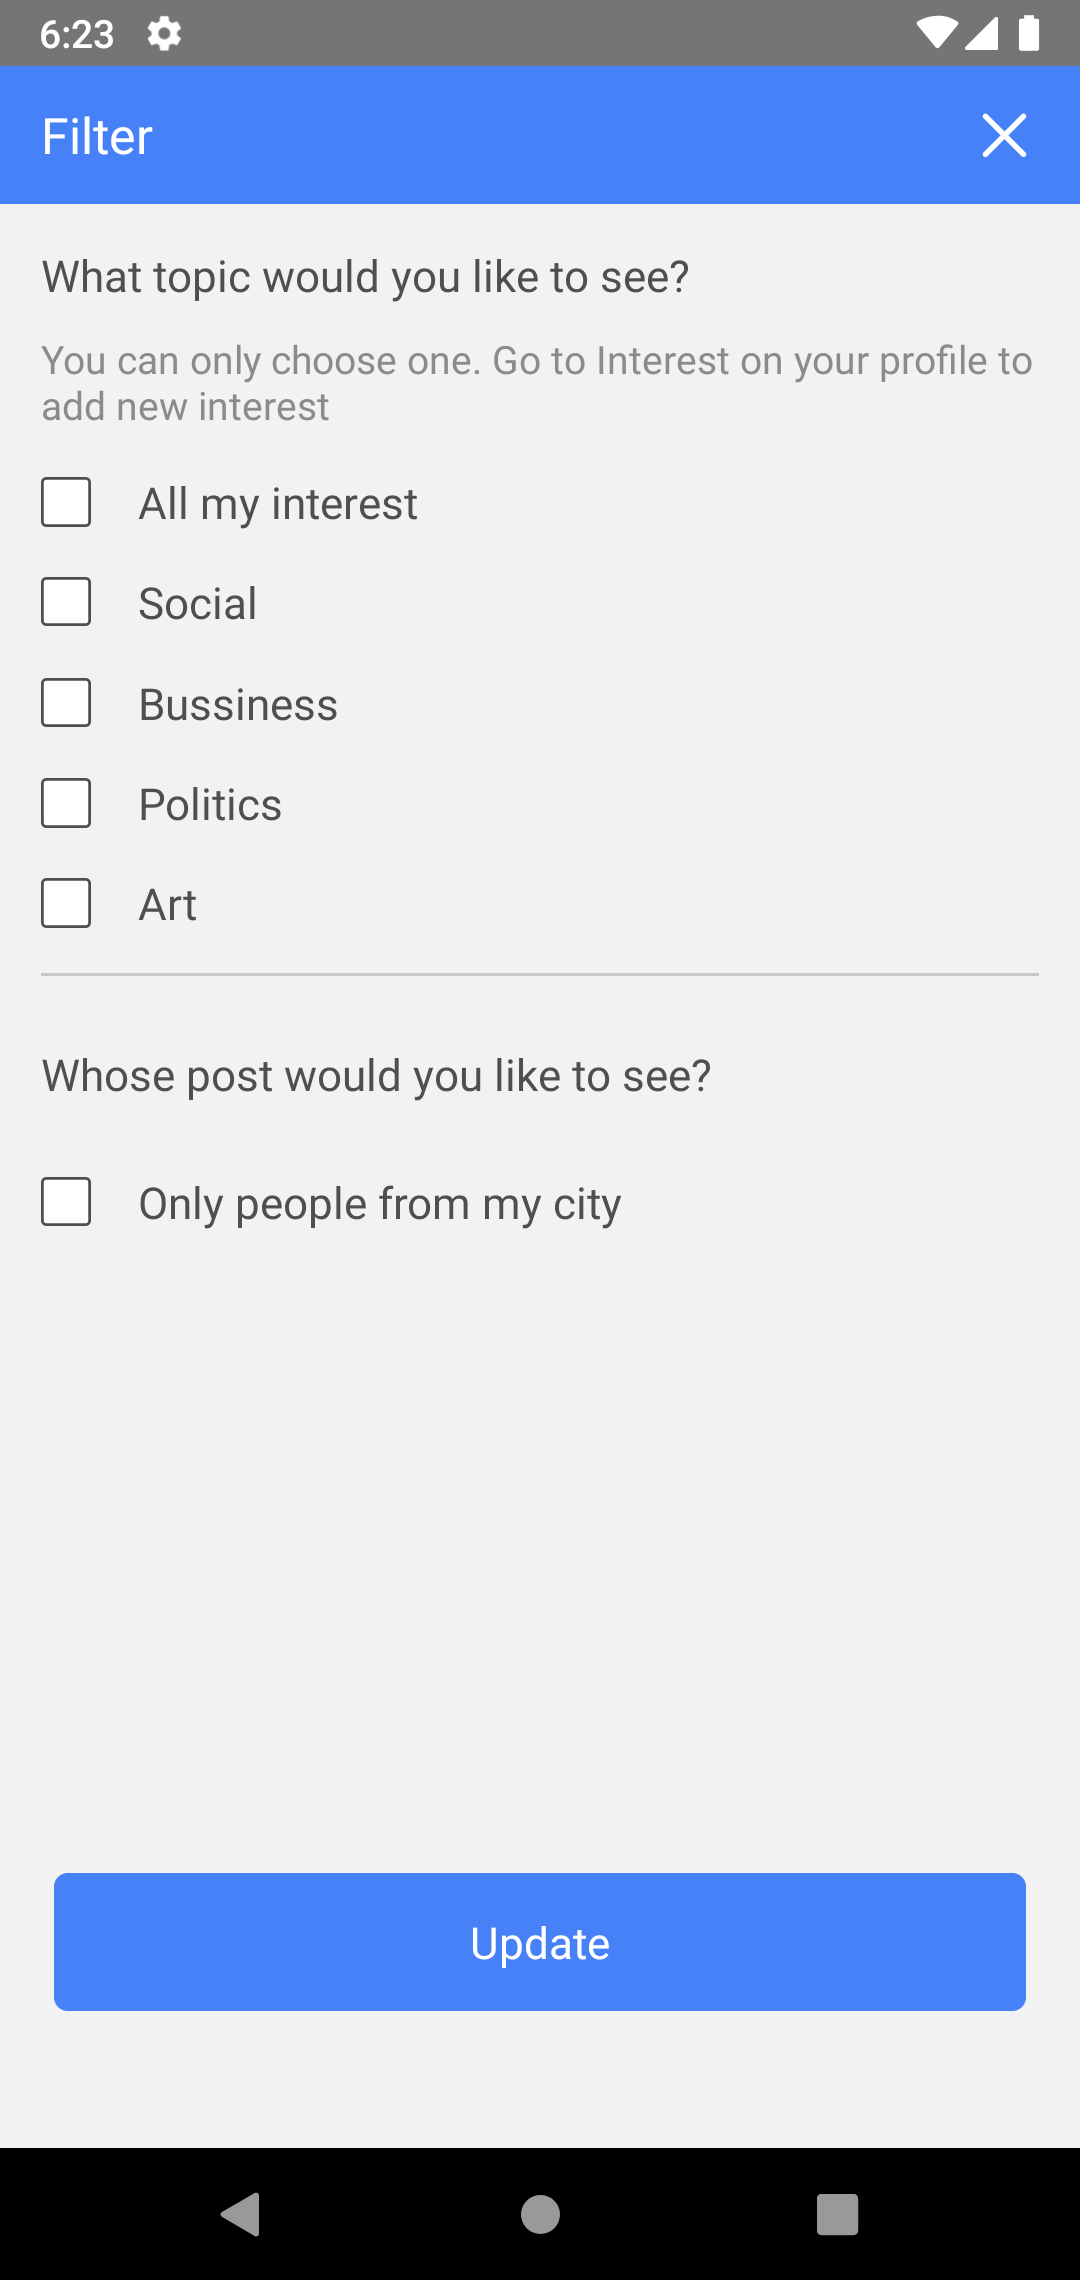 6:23
Filter
What topic would you like to see?
You can only choose one. Go to Interest on your profile to
add new interest
All my interest
Social
Bussiness
Politics
Art
Whose post would you like to see?
Only people from my city
Update